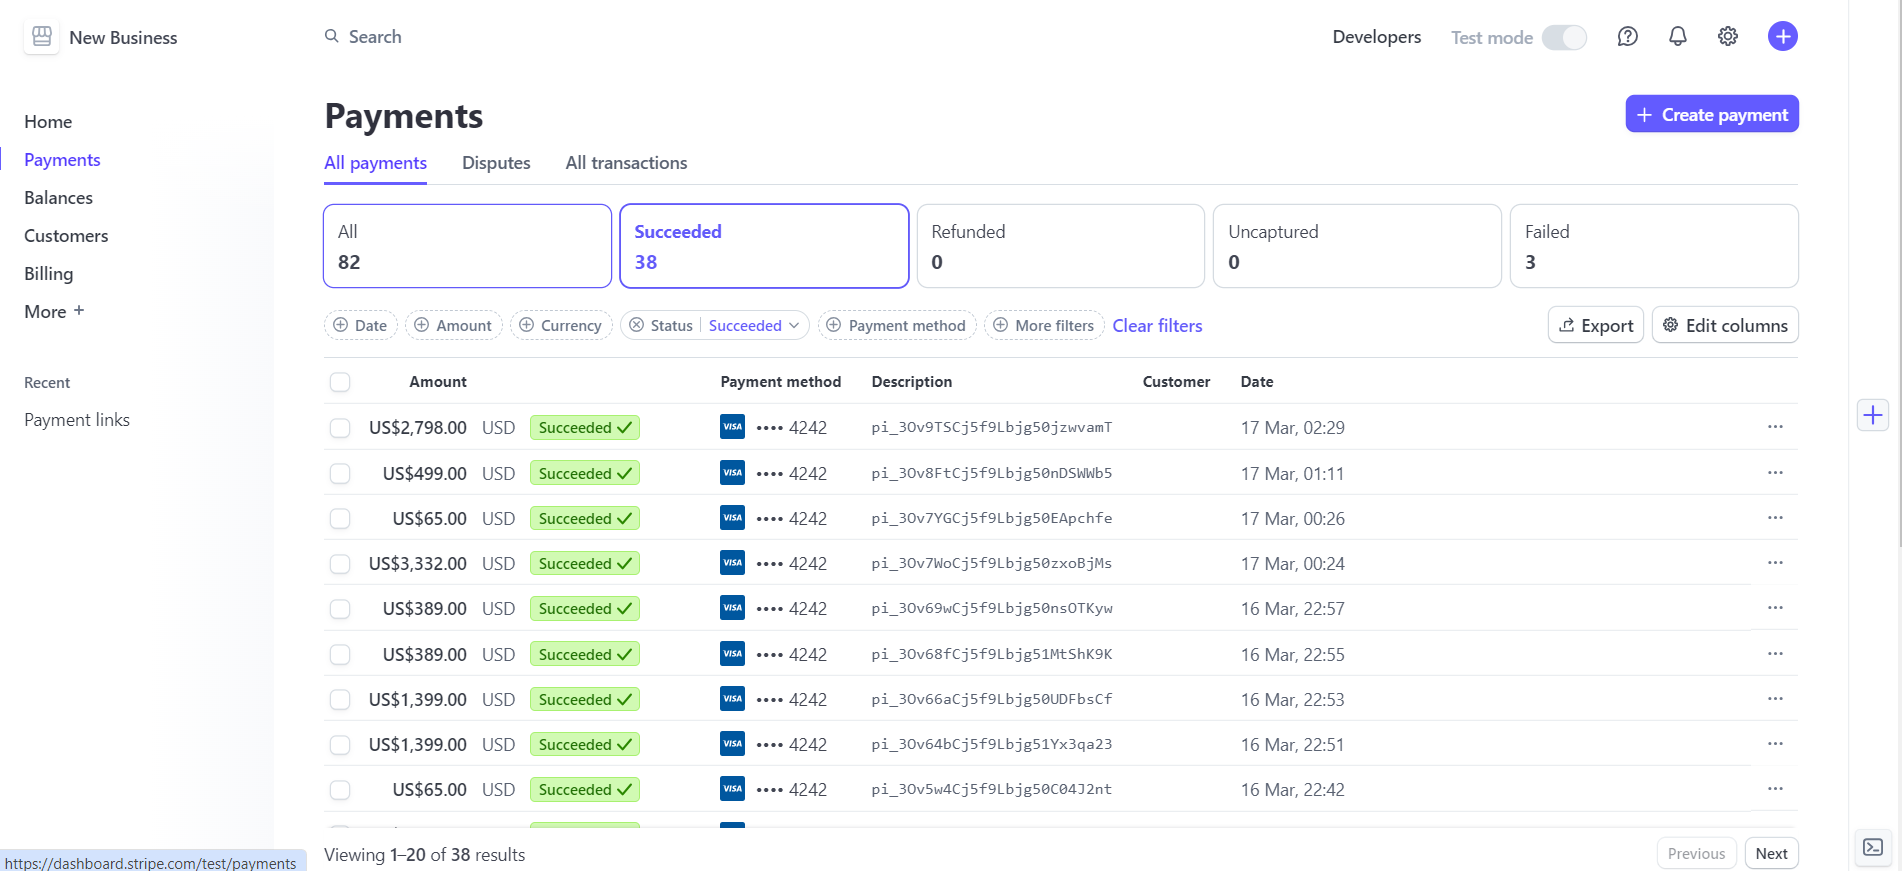 New Business
Search
Developers
Test mode
Home
Payments
Balances
Customers
Billing
More +
Recent
Payment links
Payments
Create payment
All payments
Disputes
All transactions
All
82
Succeeded
38
Refunded
0
Uncaptured
0
Failed
3
Date
Amount
Currency
Status | Succeeded
Payment method
More filters
Clear filters
Export
Edit columns
Amount Payment method Description Customer Date
US$2,798.00 USD Succeeded VISA •••• 4242 pi_3Ov9TSCj5f9Lbjg50jzwvamT 17 Mar, 02:29
US$499.00 USD Succeeded VISA •••• 4242 pi_3Ov8FtCj5f9Lbjg50nDSWWb5 17 Mar, 01:11
US$65.00 USD Succeeded VISA •••• 4242 pi_3Ov7YGCj5f9Lbjg50EApchfe 17 Mar, 00:26
US$3,332.00 USD Succeeded VISA •••• 4242 pi_3Ov7WoCj5f9Lbjg50zxoBjMs 17 Mar, 00:24
US$389.00 USD Succeeded VISA •••• 4242 pi_3Ov69wCj5f9Lbjg50nsOTKyw 16 Mar, 22:57
US$389.00 USD Succeeded VISA •••• 4242 pi_3Ov68fCj5f9Lbjg51MtShK9K 16 Mar, 22:55
US$1,399.00 USD Succeeded VISA •••• 4242 pi_3Ov66aCj5f9Lbjg50UDFbsCf 16 Mar, 22:53
US$1,399.00 USD Succeeded VISA •••• 4242 pi_3Ov64bCj5f9Lbjg51Yx3qa23 16 Mar, 22:51
US$65.00 USD Succeeded VISA •••• 4242 pi_3Ov5w4Cj5f9Lbjg50C04J2nt 16 Mar, 22:42
Viewing 1–20 of 38 results
Previous
Next
https://dashboard.stripe.com/test/payments